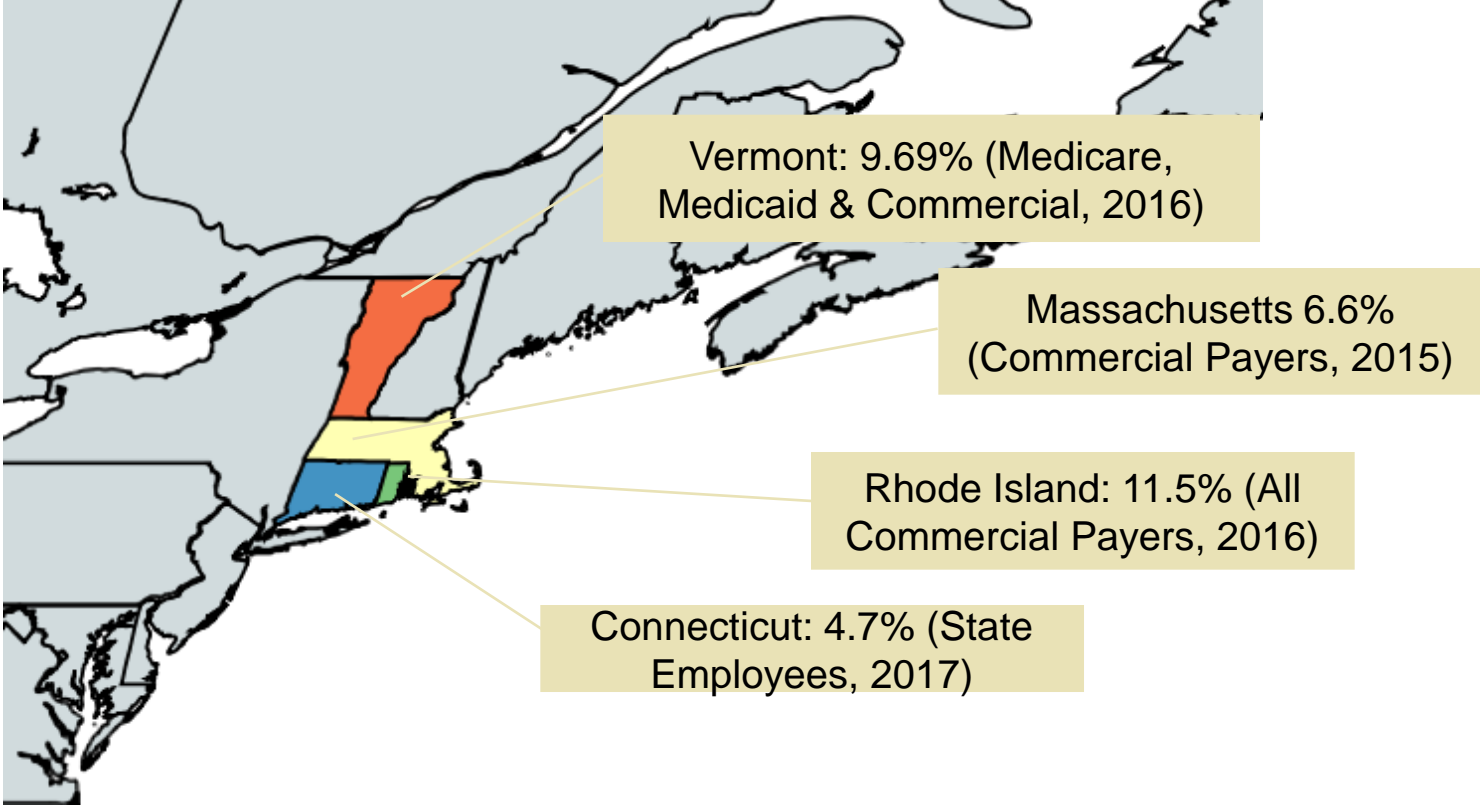 Vermont: 9.69% (Medicare,
Medicaid & Commercial, 2016)
Massachusetts 6.6%
(Commercial Payers, 2015)
Rhode Island: 11.5% (All
Commercial Payers, 2016)
Connecticut: 4.7% (State
Employees, 2017)